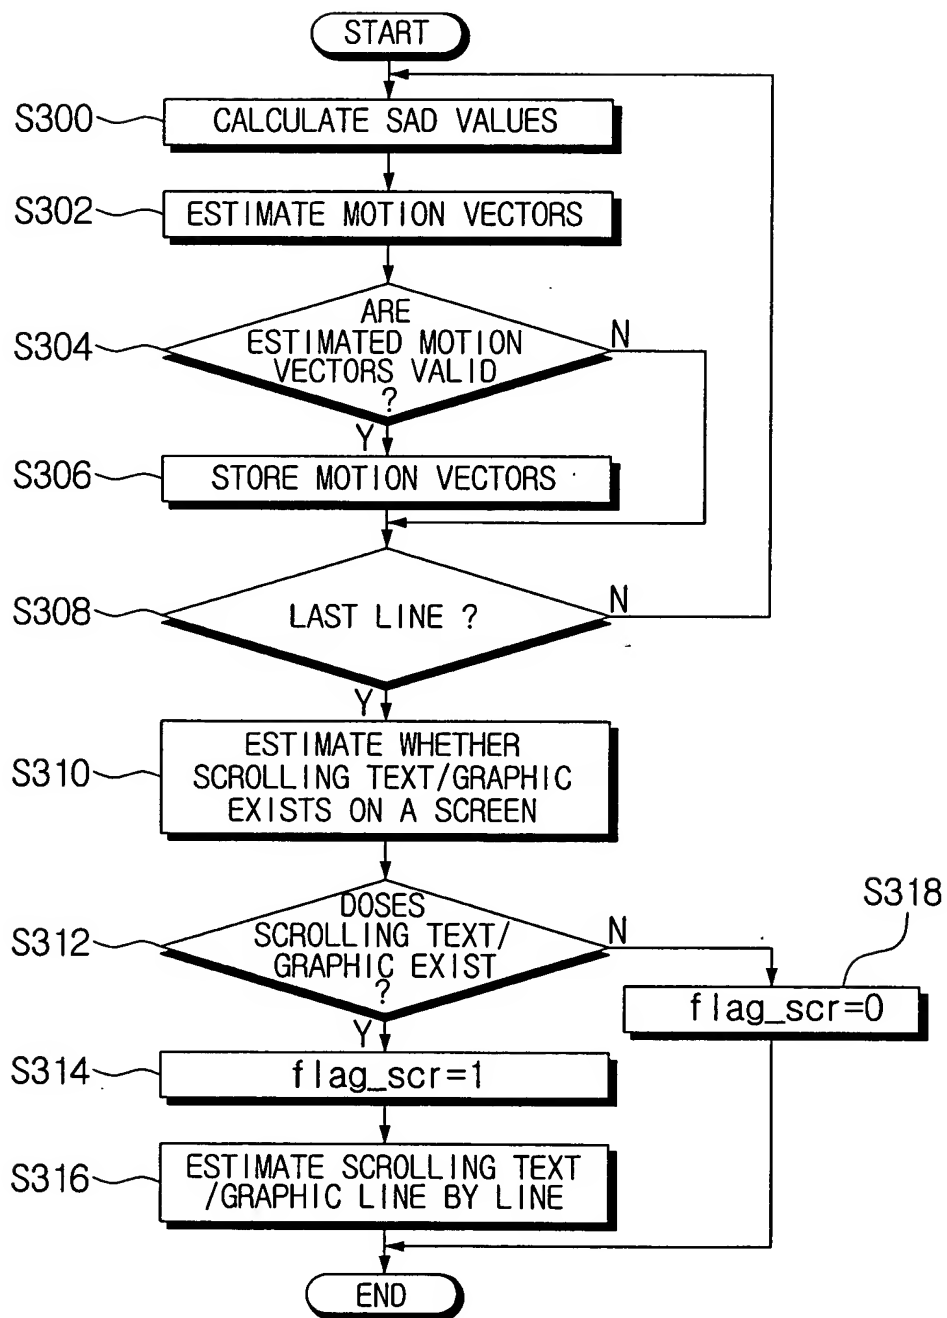 START
S300
CALCULATE SAD VALUES
S302
ESTIMATE MOTION VECTORS
S304
ARE
ESTIMATED MOTION
VECTORS VALID
?
N
Y
S306
STORE MOTION VECTORS
S308
LAST LINE ?
N
Y
S310
ESTIMATE WHETHER
SCROLLING TEXT/GRAPHIC
EXISTS ON A SCREEN
S312
DOSES
SCROLLING TEXT/
GRAPHIC EXIST
?
N
S318
flag_scr=0
Y
S314
flag_scr=1
S316
ESTIMATE SCROLLING TEXT
/GRAPHIC LINE BY LINE
END